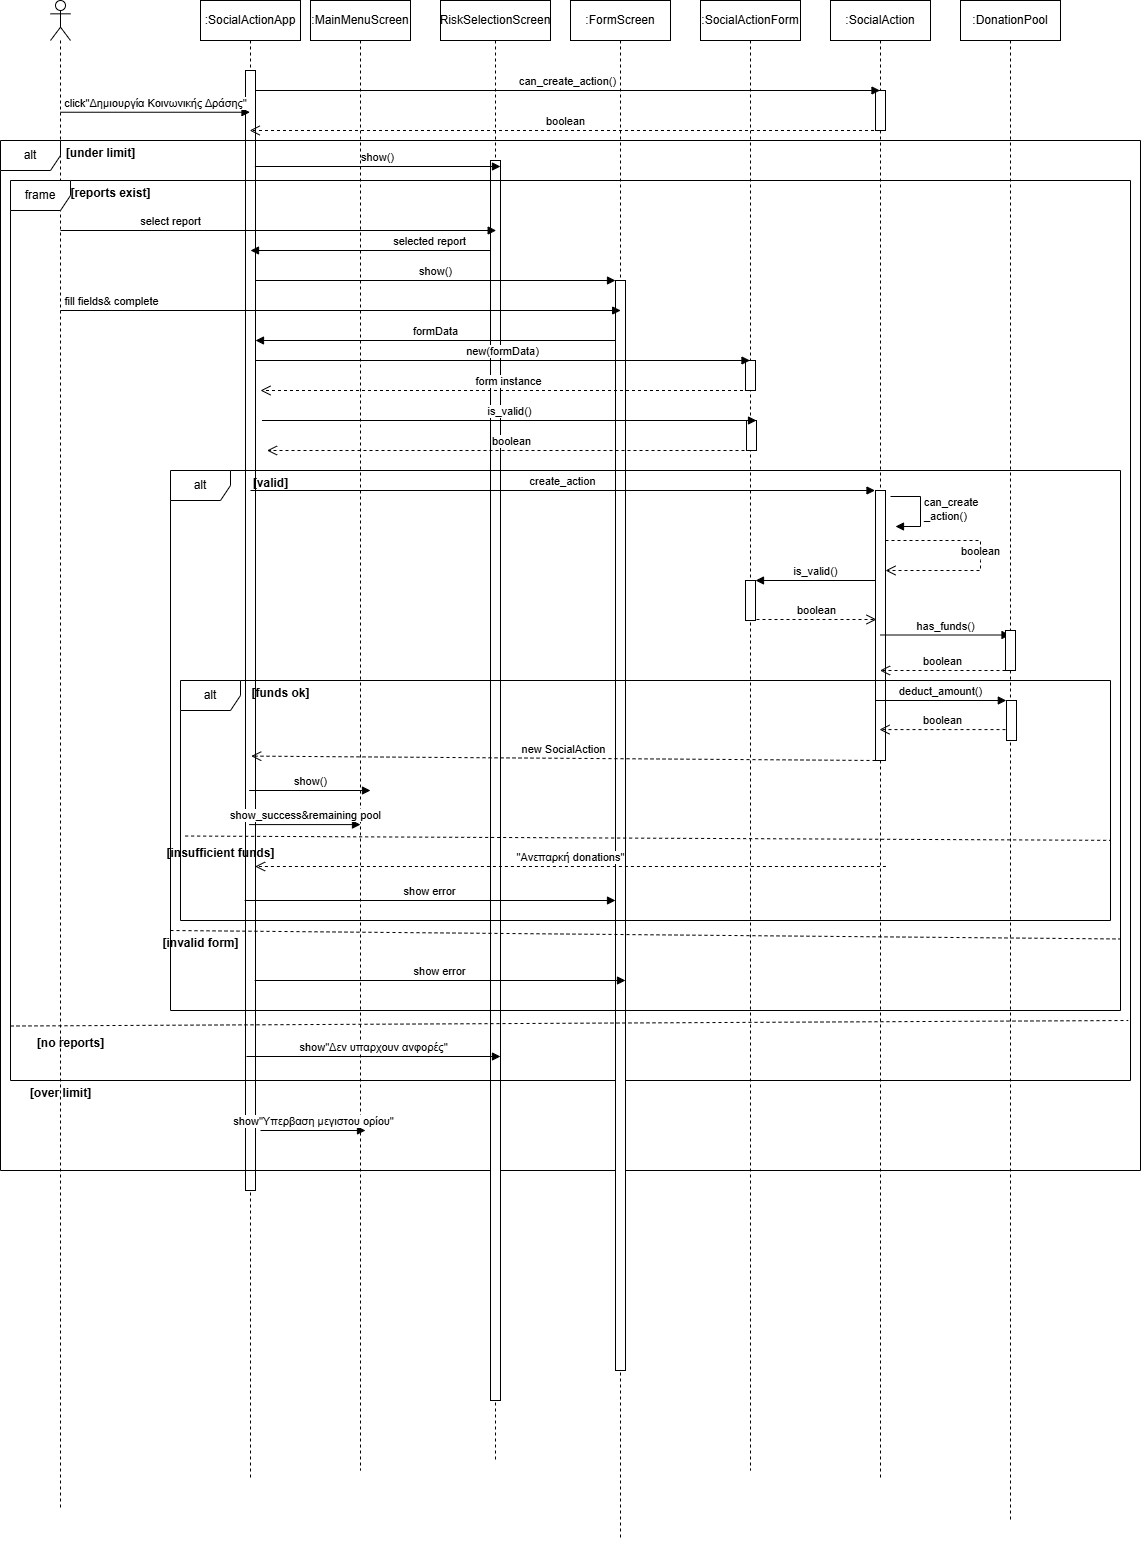 :SocialActionApp
:MainMenuScreen
RiskSelectionScreen
:FormScreen
:SocialActionForm
:SocialAction
:DonationPool
can_create_action()
click"Δημιουργία Κοινωνικής Δράσης"
boolean
alt
[under limit]
show()
frame
[reports exist]
select report
selected report
show()
fill fields& complete
formData
new(formData)
form instance
is_valid()
boolean
alt
[valid]
create_action
can_create
_action()
boolean
is_valid()
boolean
has_funds()
boolean
alt
[funds ok]
deduct_amount()
boolean
new SocialAction
show()
show_success&remaining pool
[insufficient funds]
"Ανεπαρκή donations"
show error
[invalid form]
show error
[no reports]
show"Δεν υπαρχουν ανφορές"
[over limit]
show"Υπερβαση μεγιστου ορίου"